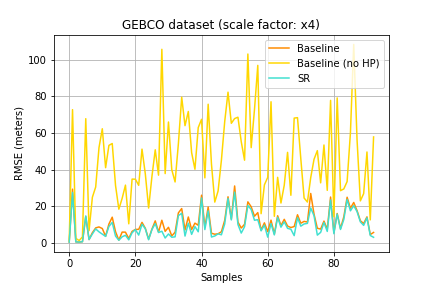 GEBCO dataset (scale factor: x4)
Baseline
Baseline (no HP)
SR
RMSE (meters)
100
80
60
40
20
0
0
20
40
60
80
Samples